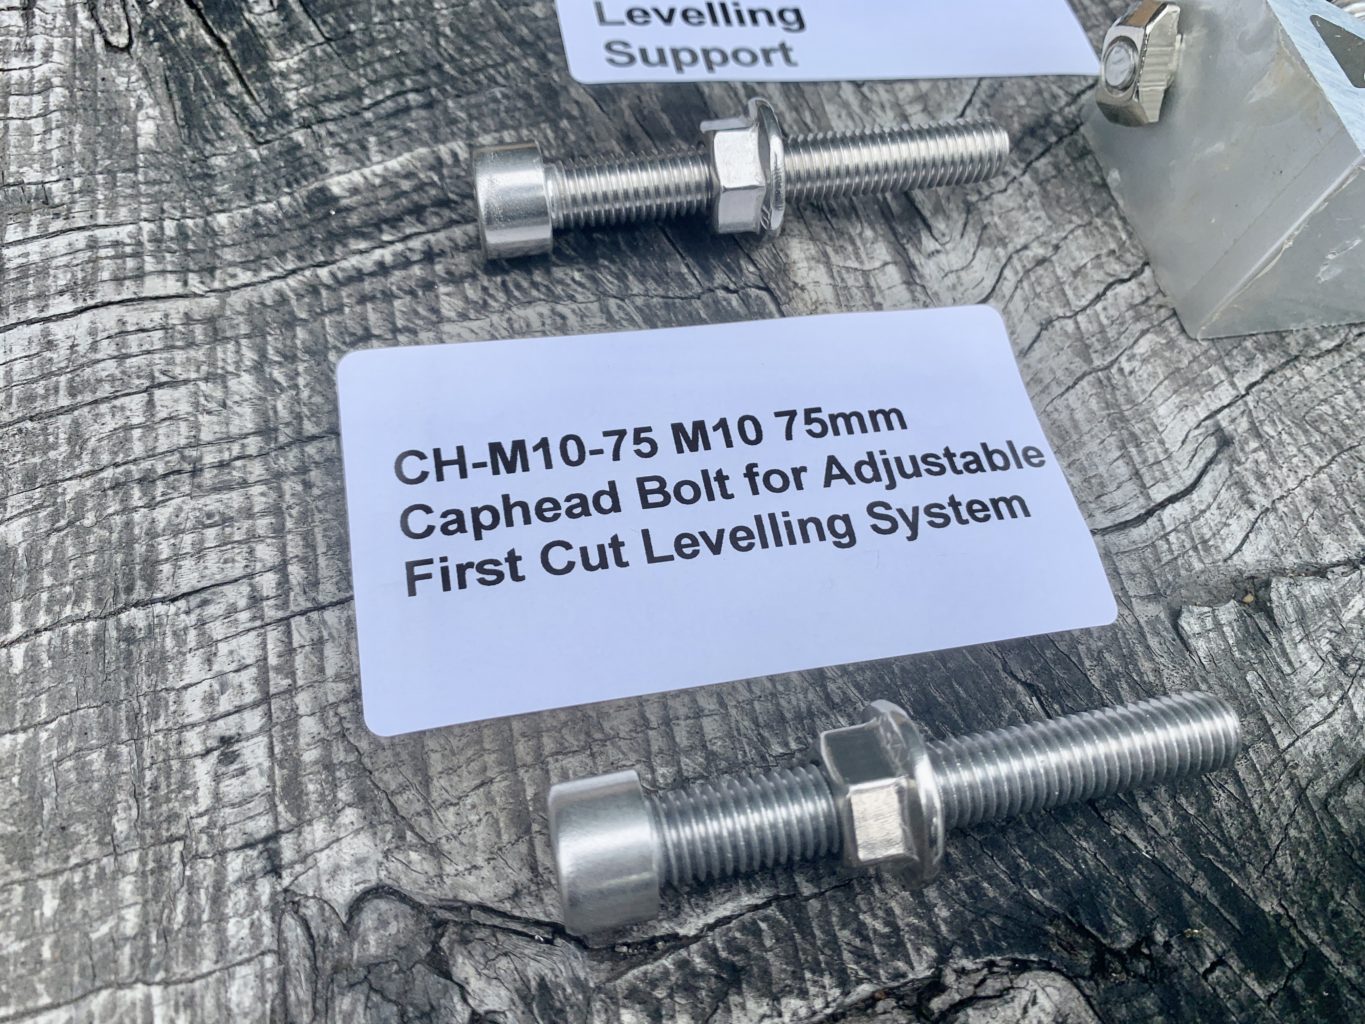 Levelling
Support
CH-M10-75 M10 75mm
Caphead Bolt for Adjustable
First Cut Levelling System